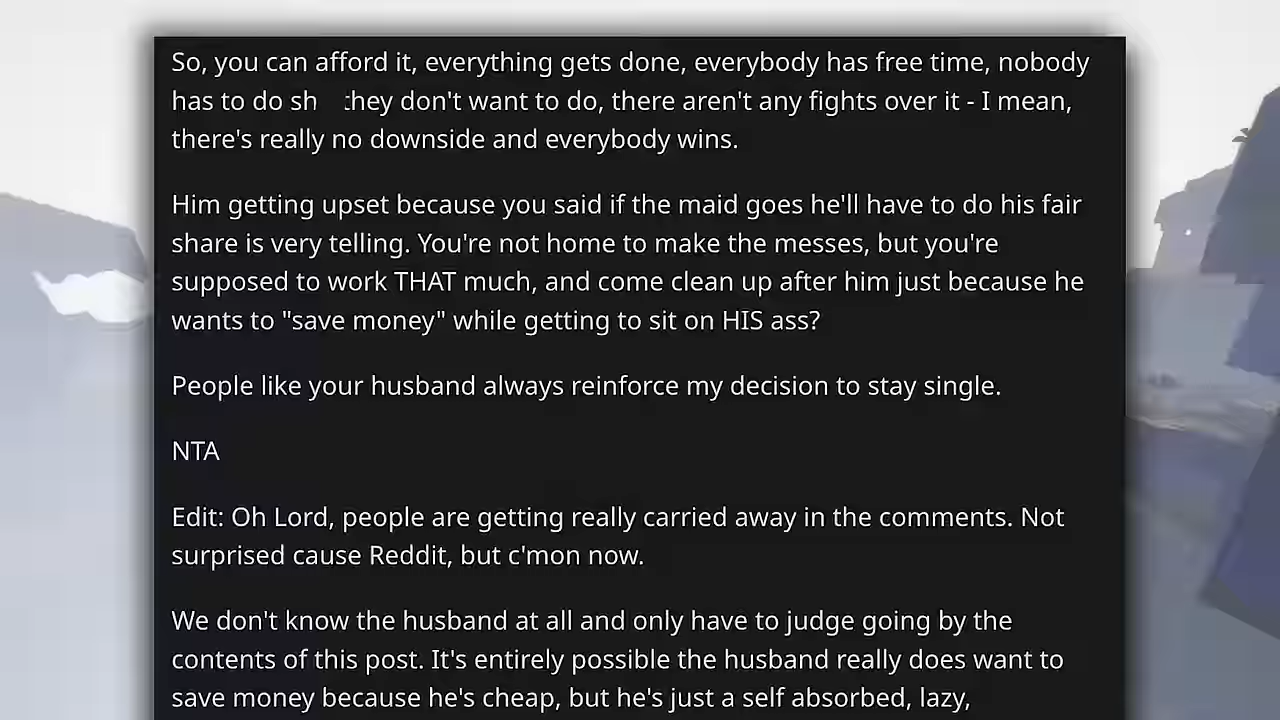 So, you can afford it, everything gets done, everybody has free time, nobody
has to do sh they don't want to do, there aren't any fights over it - I mean,
there's really no downside and everybody wins.
Him getting upset because you said if the maid goes he'll have to do his fair
share is very telling. You're not home to make the messes, but you're
supposed to work THAT much, and come clean up after him just because he
wants to "save money" while getting to sit on HIS ass?
People like your husband always reinforce my decision to stay single.
NTA
Edit: Oh Lord, people are getting really carried away in the comments. Not
surprised cause Reddit, but c'mon now.
We don't know the husband at all and only have to judge going by the
contents of this post. It's entirely possible the husband really does want to
save money because he's cheap, but he's just a self absorbed, lazy,